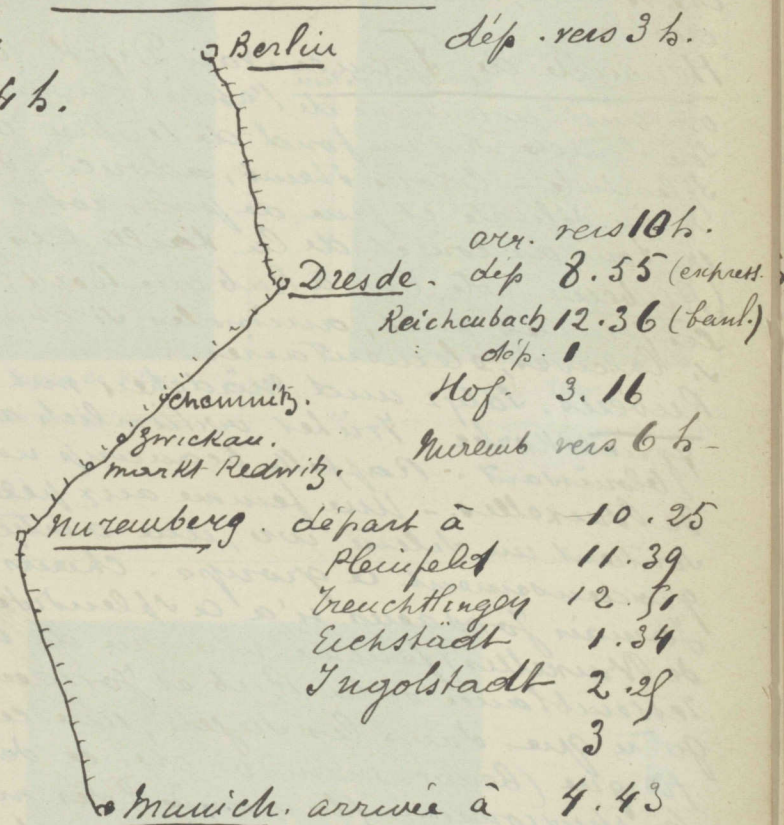 Berlin dép. vers 3 h.
4 h.
arr. vers 10 h.
Dresde. dép 8.55 (express.
Reichenbach 12.36 (banl.)
dép. 1
Chemnitz. Hof. 3.16
Zwickau. Nuremb vers 6 h
Markt Redwitz.
Nuremberg. départ à 10.25
Pleinfeld 11.39
Treuchtlingen 12.51
Eichstädt 1.34
Ingolstadt 2.25
3
Munich. arrivée à 4.43